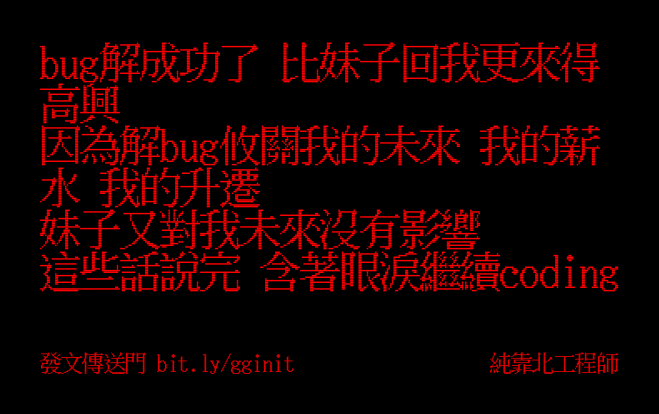 bug解成功了 比妹子回我更來得
高興
因為解bug攸關我的未來 我的薪
水 我的升遷
妹子又對我未來沒有影響
這些話說完 含著眼淚繼續coding
發文傳送門 bit.ly/gginit
純靠北工程師